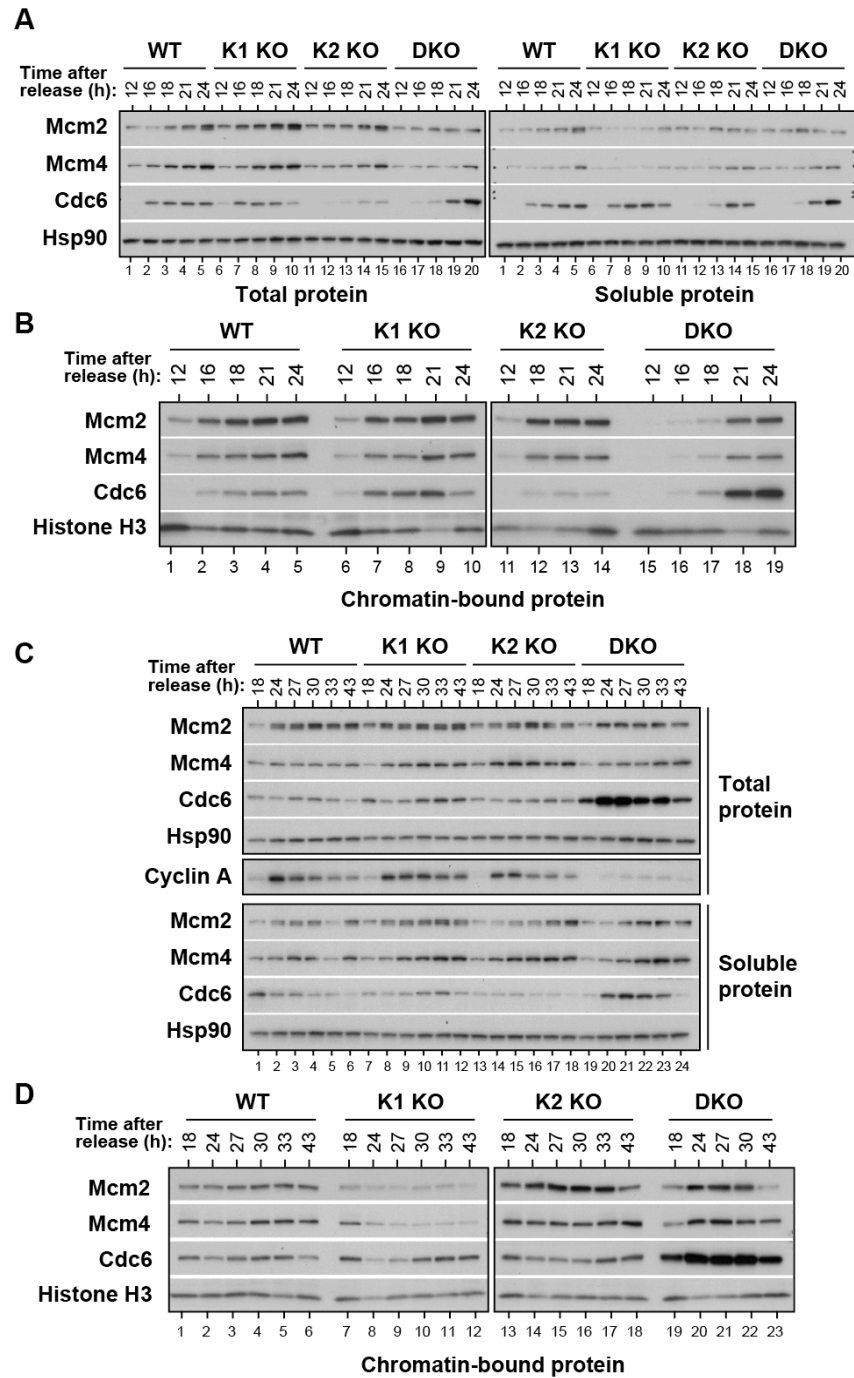 A
WT K1 KO K2 KO DKO WT K1 KO K2 KO DKO
Time after
release (h):
12 16 18 21 24 12 16 18 21 24 12 16 18 21 24 12 16 18 21 24 12 16 18 21 24 12 16 18 21 24 12 16 18 21 24 12 16 18 21 24
Mcm2
Mcm4
Cdc6
Hsp90
1 2 3 4 5 6 7 8 9 10 11 12 13 14 15 16 17 18 19 20 1 2 3 4 5 6 7 8 9 10 11 12 13 14 15 16 17 18 19 20
Total protein Soluble protein
B
WT K1 KO K2 KO DKO
Time after
release (h):
12 16 18 21 24 12 16 18 21 24 12 18 21 24 12 16 18 21 24
Mcm2
Mcm4
Cdc6
Histone H3
1 2 3 4 5 6 7 8 9 10 11 12 13 14 15 16 17 18 19
Chromatin-bound protein
C
WT K1 KO K2 KO DKO
Time after
release (h):
18 24 27 30 33 43 18 24 27 30 33 43 18 24 27 30 33 43 18 24 27 30 33 43
Mcm2
Mcm4
Cdc6
Hsp90
Total
protein
Cyclin A
Mcm2
Mcm4
Cdc6
Hsp90
Soluble
protein
1 2 3 4 5 6 7 8 9 10 11 12 13 14 15 16 17 18 19 20 21 22 23 24
D
WT K1 KO K2 KO DKO
Time after
release (h):
18 24 27 30 33 43 18 24 27 30 33 43 18 24 27 30 33 43 18 24 27 30 43
Mcm2
Mcm4
Cdc6
Histone H3
1 2 3 4 5 6 7 8 9 10 11 12 13 14 15 16 17 18 19 20 21 22 23
Chromatin-bound protein